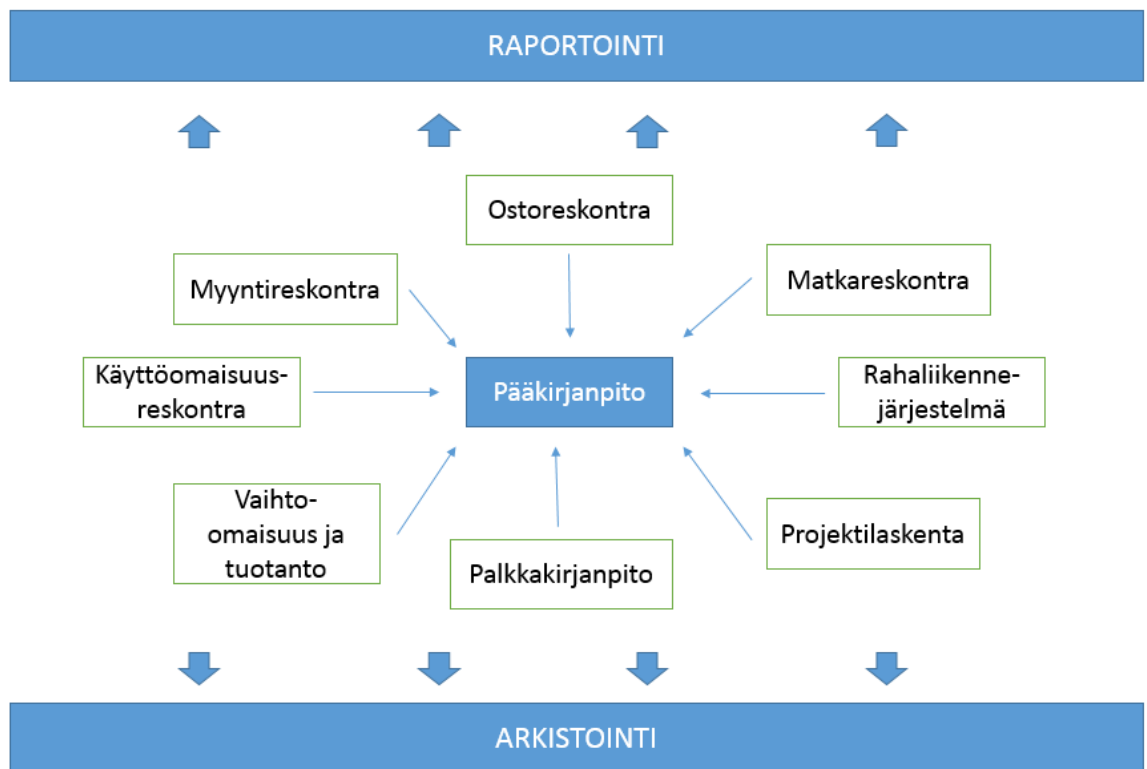 RAPORTOINTI
Ostoreskontra
Myyntireskontra
Matkareskontra
Käyttöomaisuus-
reskontra
Pääkirjanpito
Rahaliikenne-
järjestelmä
Vaihto-
omaisuus ja
tuotanto
Palkkakirjanpito
Projektilaskenta
ARKISTOINTI